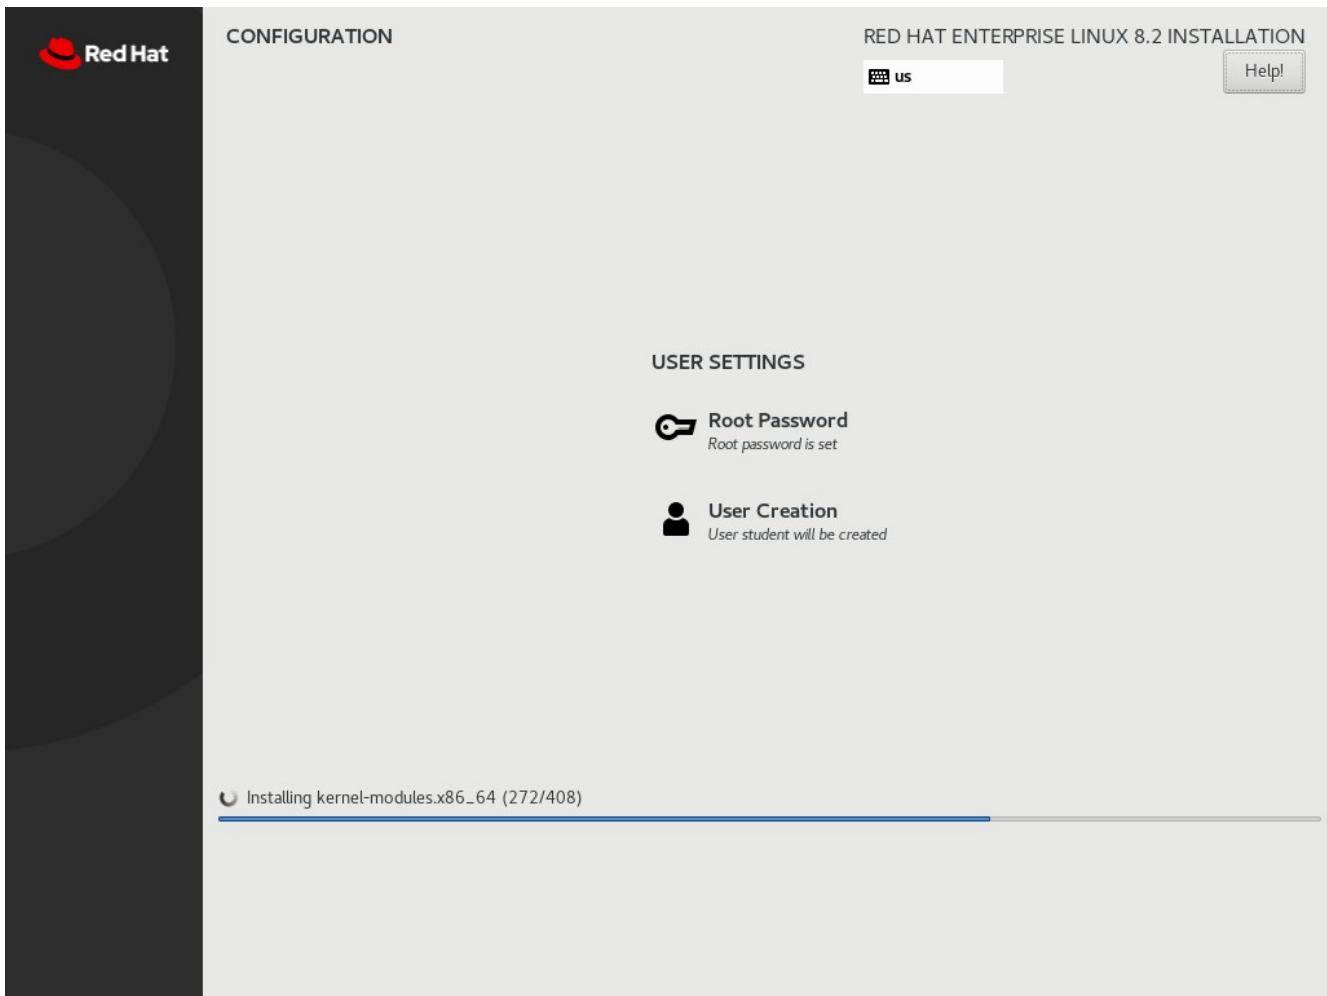 Red Hat
CONFIGURATION
RED HAT ENTERPRISE LINUX 8.2 INSTALLATION
us
Help!
USER SETTINGS
Root Password
Root password is set
User Creation
User student will be created
Installing kernel-modules.x86_64 (272/408)